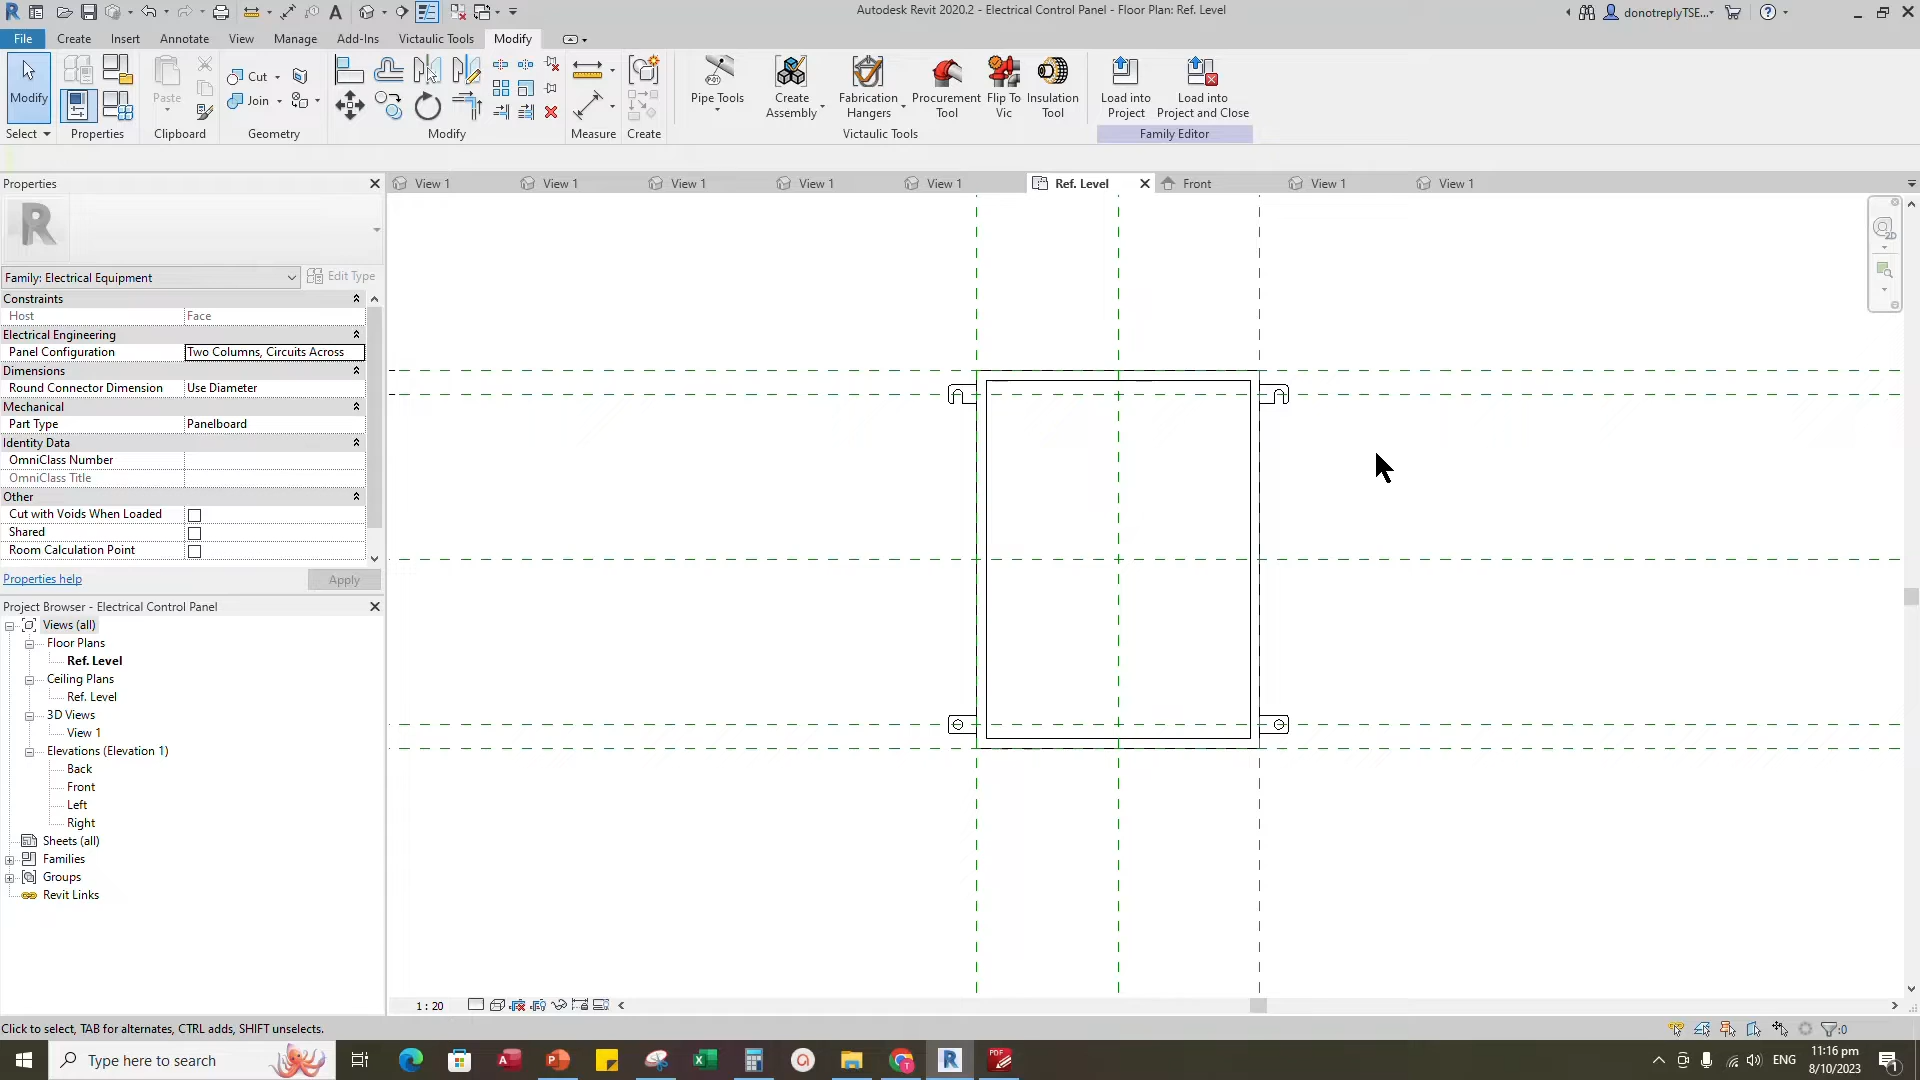 Autodesk Revit 2020.2 - Electrical Control Panel - Floor Plan: Ref. Level
donotreplyTSE...
File Create Insert Annotate View Manage Add-Ins Victaulic Tools Modify
Modify
Select
Properties
Paste
Clipboard
Cut
Join
Geometry
Modify
Measure
Create
Pipe Tools
Create Assembly
Fabrication Hangers
Procurement Tool
Flip To Vic
Insulation Tool
Victaulic Tools
Load into Project
Load into Project and Close
Family Editor
Properties
View 1 View 1 View 1 View 1 View 1 Ref. Level Front View 1 View 1
R
Family: Electrical Equipment
Edit Type
Constraints
Host Face
Electrical Engineering
Panel Configuration Two Columns, Circuits Across
Dimensions
Round Connector Dimension Use Diameter
Mechanical
Part Type Panelboard
Identity Data
OmniClass Number
OmniClass Title
Other
Cut with Voids When Loaded
Shared
Room Calculation Point
Properties help
Apply
Project Browser - Electrical Control Panel
Views (all)
Floor Plans
Ref. Level
Ceiling Plans
Ref. Level
3D Views
View 1
Elevations (Elevation 1)
Back
Front
Left
Right
Sheets (all)
Families
Groups
Revit Links
2D
1 : 20
Click to select, TAB for alternates, CTRL adds, SHIFT unselects.
:0
Type here to search
ENG
11:16 pm
8/10/2023
1